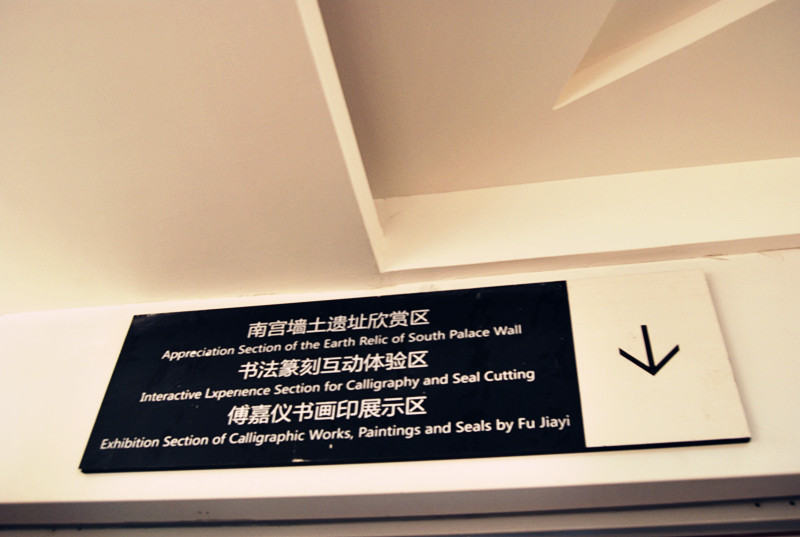 南宫墙土遗址欣赏区
Appreciation Section of the Earth Relic of South Palace Wall
书法篆刻互动体验区
Interactive Lxperience Section for Calligraphy and Seal Cutting
傅嘉仪书画印展示区
Exhibition Section of Calligraphic Works, Paintings and Seals by Fu Jiayi